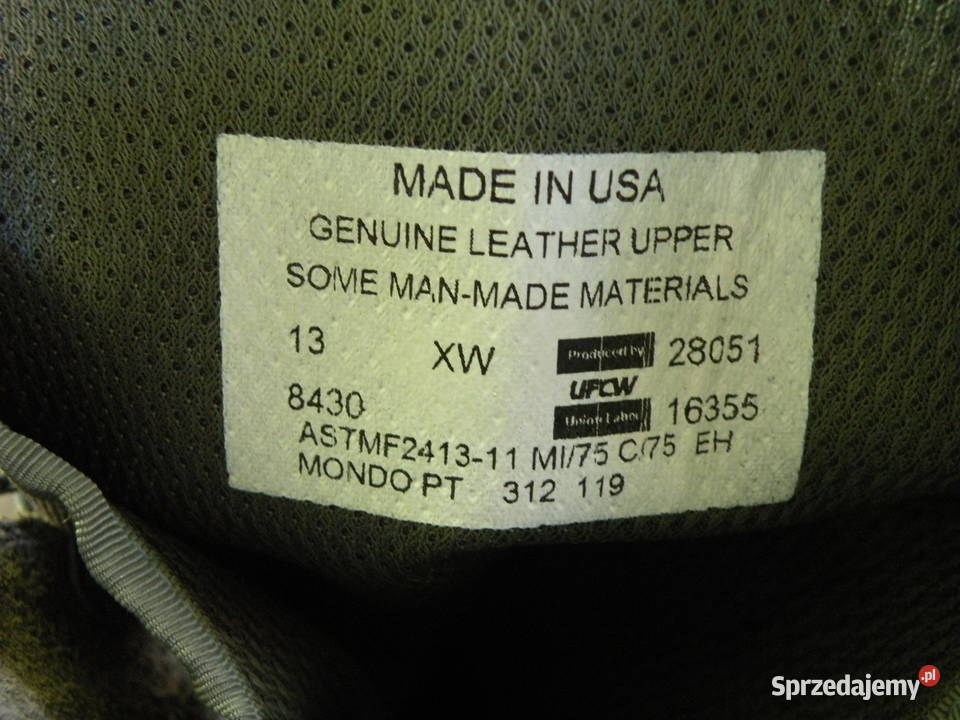 MADE IN USA
GENUINE LEATHER UPPER
SOME MAN-MADE MATERIALS
13 XW Produced by 28051
UFCW
8430 Union Label 16355
ASTMF2413-11 MI/75 C/75 EH
MONDO PT 312 119
Sprzedajemy.pl